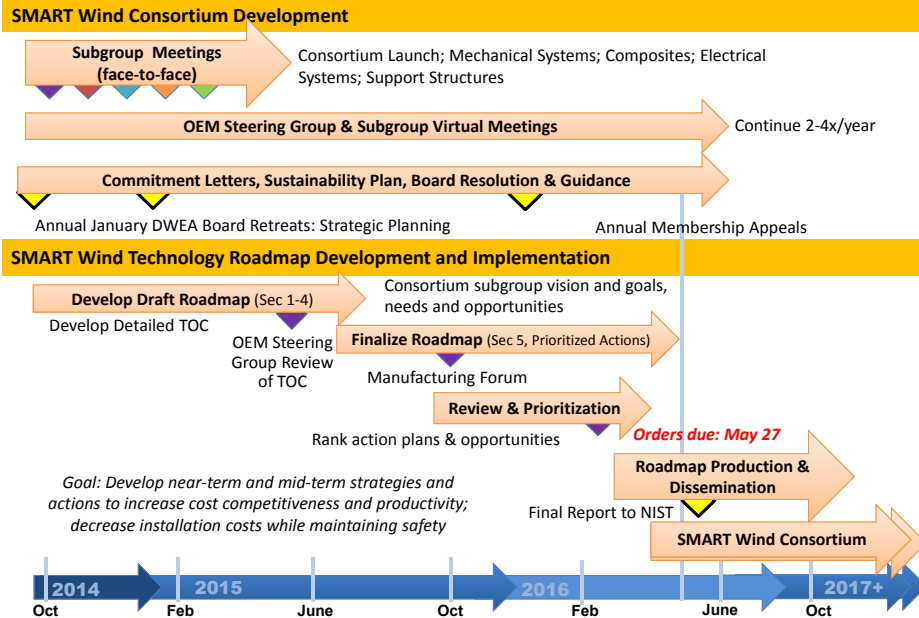 SMART Wind Consortium Development
Subgroup Meetings
(face-to-face)
Consortium Launch; Mechanical Systems; Composites; Electrical
Systems; Support Structures
OEM Steering Group & Subgroup Virtual Meetings
Continue 2-4x/year
Commitment Letters, Sustainability Plan, Board Resolution & Guidance
Annual January DWEA Board Retreats: Strategic Planning
Annual Membership Appeals
SMART Wind Technology Roadmap Development and Implementation
Develop Draft Roadmap (Sec 1-4)
Consortium subgroup vision and goals,
needs and opportunities
Develop Detailed TOC
OEM Steering
Group Review
of TOC
Finalize Roadmap (Sec 5, Prioritized Actions)
Manufacturing Forum
Review & Prioritization
Rank action plans & opportunities
Orders due: May 27
Roadmap Production &
Dissemination
Goal: Develop near-term and mid-term strategies and
actions to increase cost competitiveness and productivity;
decrease installation costs while maintaining safety
Final Report to NIST
SMART Wind Consortium
2014 2015 2016 2017+
Oct Feb June Oct Feb June Oct